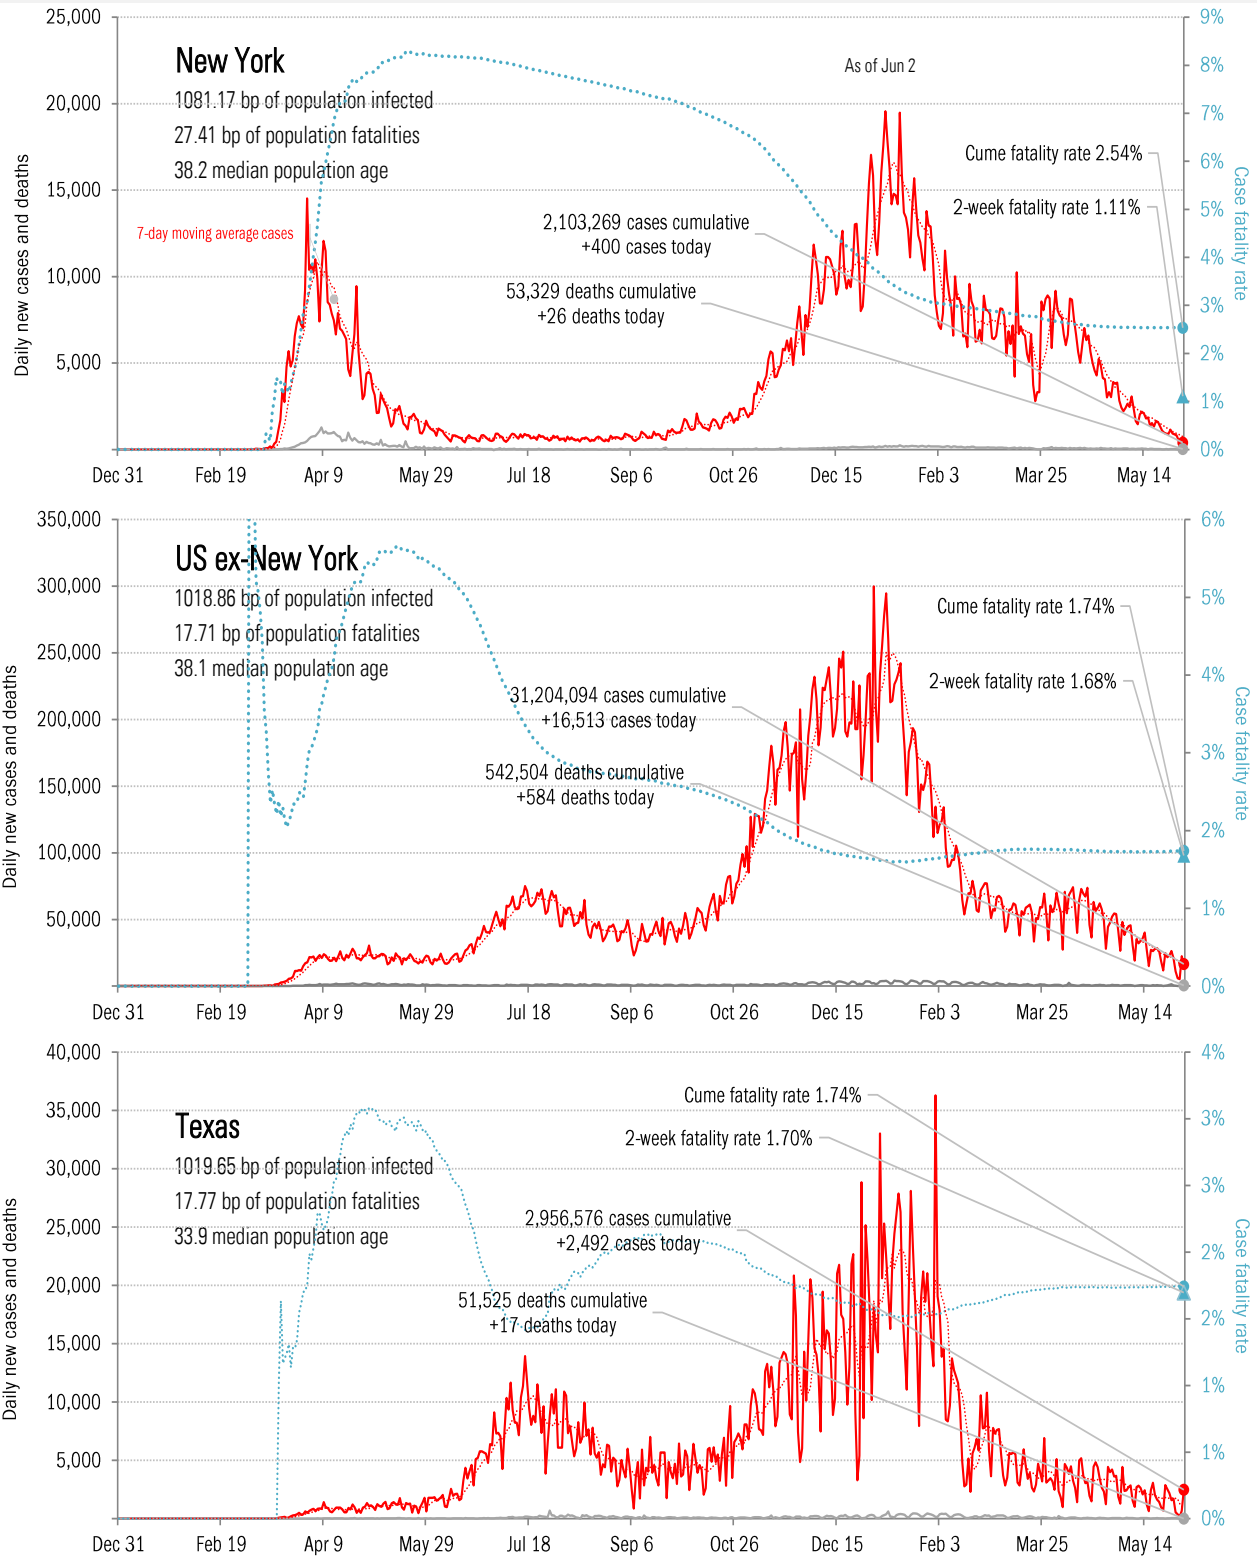 25,000
20,000
15,000
10,000
5,000
Daily new cases and deaths
New York
1081.17 bp of population infected
27.41 bp of population fatalities
38.2 median population age
7-day moving average cases
As of Jun 2
2,103,269 cases cumulative
+400 cases today
53,329 deaths cumulative
+26 deaths today
Cume fatality rate 2.54%
2-week fatality rate 1.11%
9%
8%
7%
6%
5%
4%
3%
2%
1%
0%
Case fatality rate
Dec 31 Feb 19 Apr 9 May 29 Jul 18 Sep 6 Oct 26 Dec 15 Feb 3 Mar 25 May 14
350,000
300,000
250,000
200,000
150,000
100,000
50,000
Daily new cases and deaths
US ex-New York
1018.86 bp of population infected
17.71 bp of population fatalities
38.1 median population age
31,204,094 cases cumulative
+16,513 cases today
542,504 deaths cumulative
+584 deaths today
Cume fatality rate 1.74%
2-week fatality rate 1.68%
6%
5%
4%
3%
2%
1%
0%
Case fatality rate
Dec 31 Feb 19 Apr 9 May 29 Jul 18 Sep 6 Oct 26 Dec 15 Feb 3 Mar 25 May 14
40,000
35,000
30,000
25,000
20,000
15,000
10,000
5,000
Daily new cases and deaths
Texas
1019.65 bp of population infected
17.77 bp of population fatalities
33.9 median population age
Cume fatality rate 1.74%
2-week fatality rate 1.70%
2,956,576 cases cumulative
+2,492 cases today
51,525 deaths cumulative
+17 deaths today
4%
3%
3%
2%
2%
1%
1%
0%
Case fatality rate
Dec 31 Feb 19 Apr 9 May 29 Jul 18 Sep 6 Oct 26 Dec 15 Feb 3 Mar 25 May 14